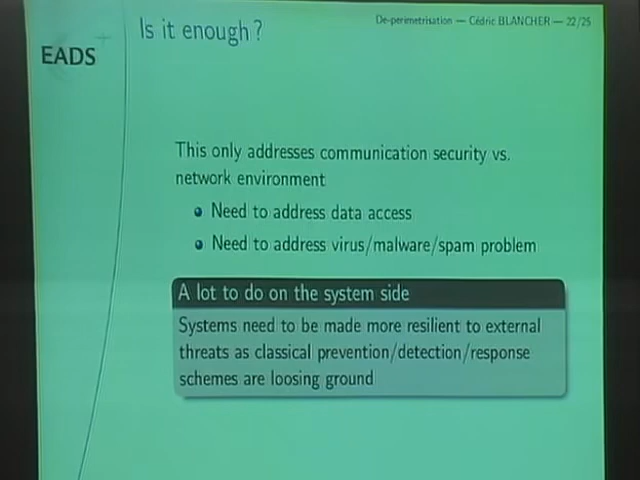 Is it enough ?
De-perimetrisation — Cédric BLANCHER — 22/25
EADS
This only addresses communication security vs.
network environment
Need to address data access
Need to address virus/malware/spam problem
A lot to do on the system side
Systems need to be made more resilient to external
threats as classical prevention/detection/response
schemes are loosing ground